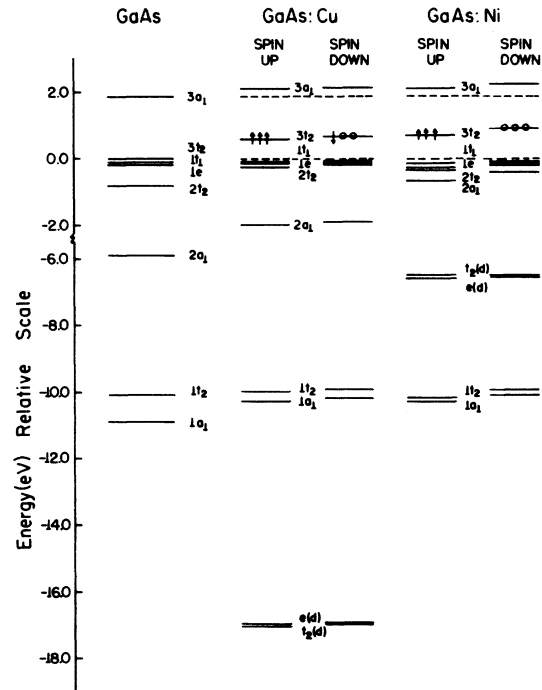 GaAs GaAs:Cu GaAs:Ni
SPIN UP SPIN DOWN SPIN UP SPIN DOWN
Energy(eV) Relative Scale
2.0
0.0
-2.0
-6.0
-8.0
-10.0
-12.0
-14.0
-16.0
-18.0
3a₁
3t₂
1t₁
1e
2t₂
2a₁
1t₂
1a₁
3a₁
3t₂
1t₁
1e
2t₂
2a₁
1t₂
1a₁
e(d)
t₂(d)
3a₁
3t₂
1t₁
1e
2t₂
2a₁
t₂(d)
e(d)
1t₂
1a₁